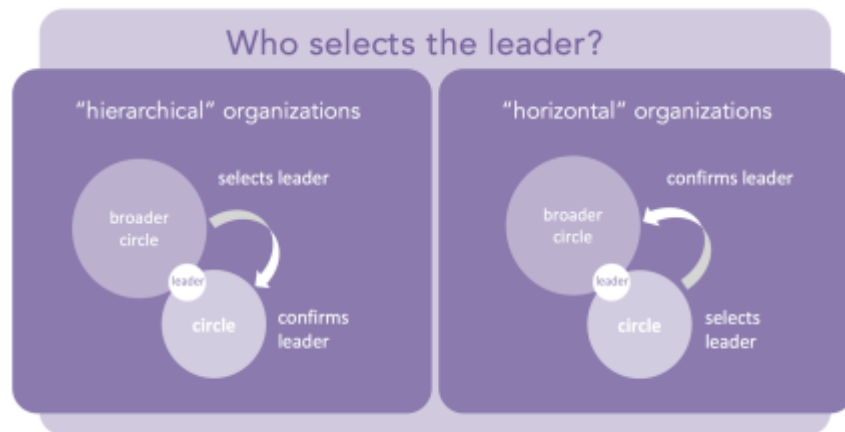 Who selects the leader?
"hierarchical" organizations
selects leader
broader
circle
leader
circle
confirms
leader
"horizontal" organizations
confirms leader
broader
circle
leader
circle
selects
leader